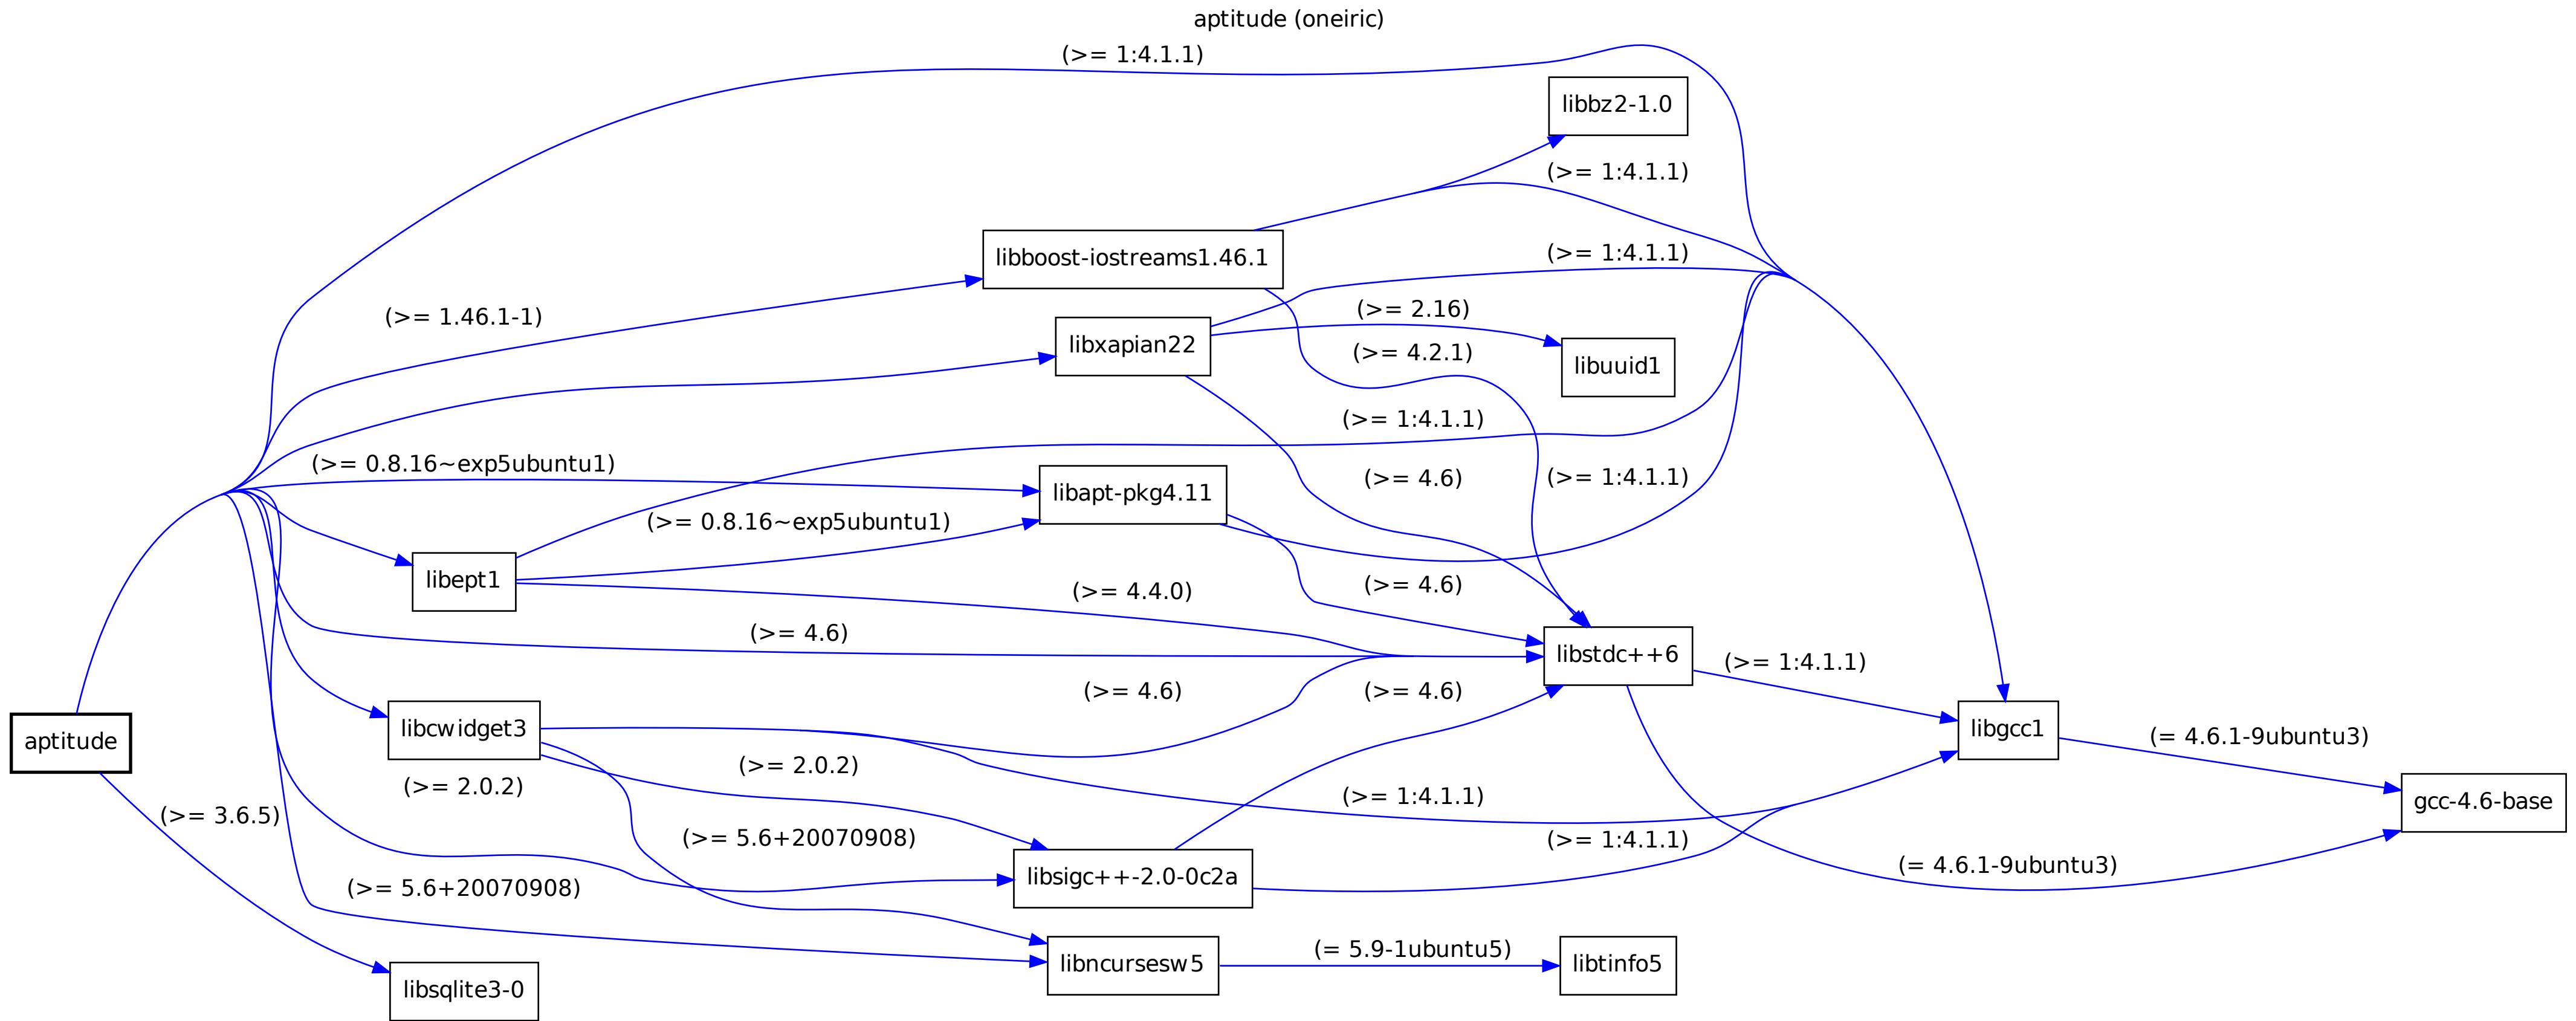 aptitude (oneiric)
(>= 1:4.1.1)
libbz2-1.0
(>= 1:4.1.1)
libboost-iostreams1.46.1
(>= 1:4.1.1)
(>= 1.46.1-1)
(>= 2.16)
libxapian22
(>= 4.2.1)
libuuid1
(>= 1:4.1.1)
(>= 0.8.16~exp5ubuntu1)
(>= 4.6)
(>= 1:4.1.1)
libapt-pkg4.11
(>= 0.8.16~exp5ubuntu1)
libept1
(>= 4.4.0)
(>= 4.6)
(>= 4.6)
libstdc++6
(>= 1:4.1.1)
(>= 4.6)
(>= 4.6)
libcwidget3
libgcc1
(= 4.6.1-9ubuntu3)
aptitude
(>= 2.0.2)
(>= 2.0.2)
(>= 1:4.1.1)
gcc-4.6-base
(>= 3.6.5)
(>= 5.6+20070908)
(>= 1:4.1.1)
(= 4.6.1-9ubuntu3)
libsigc++-2.0-0c2a
(>= 5.6+20070908)
(= 5.9-1ubuntu5)
libncursesw5
libtinfo5
libsqlite3-0